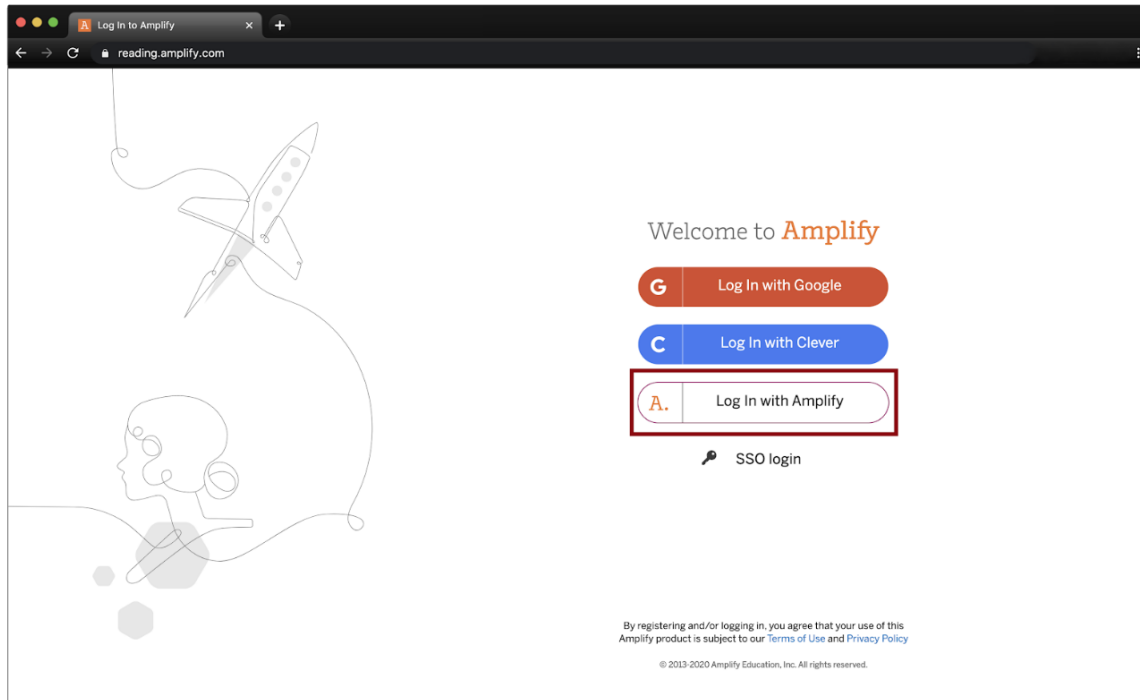 A Log In to Amplify
reading.amplify.com
Welcome to Amplify
G Log In with Google
C Log In with Clever
A. Log In with Amplify
SSO login
By registering and/or logging in, you agree that your use of this
Amplify product is subject to our Terms of Use and Privacy Policy
© 2013-2020 Amplify Education, Inc. All rights reserved.